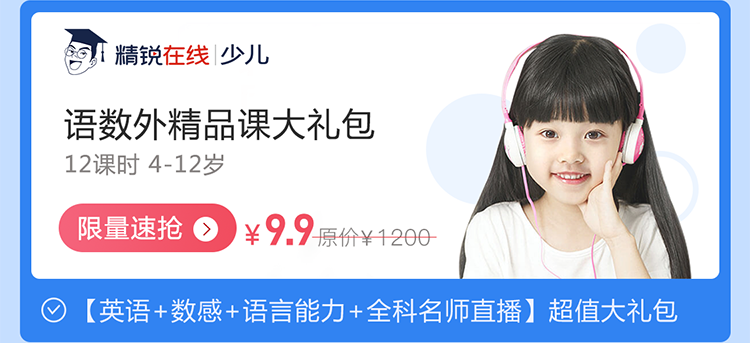 精锐在线|少儿
语数外精品课大礼包
12课时 4-12岁
限量速抢 > ¥9.9 原价¥1200
【英语+数感+语言能力+全科名师直播】超值大礼包